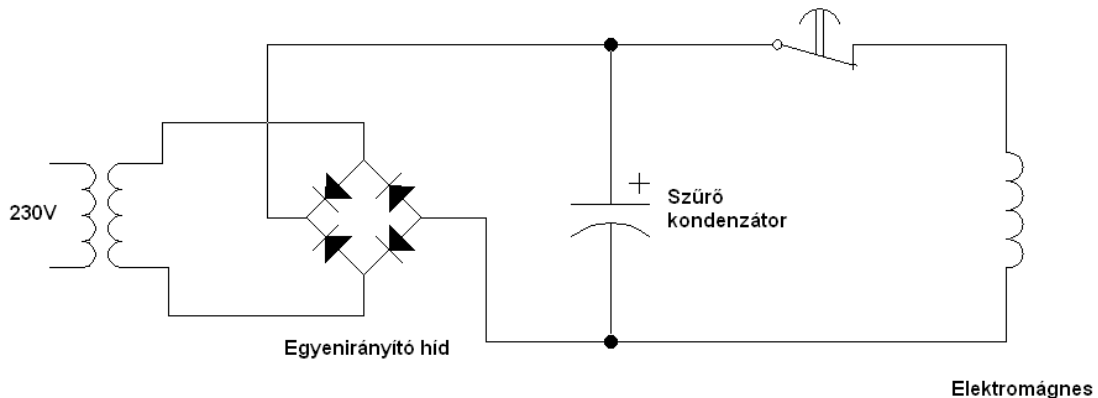 230V
+
Szűrő
kondenzátor
Egyenirányító híd
Elektromágnes